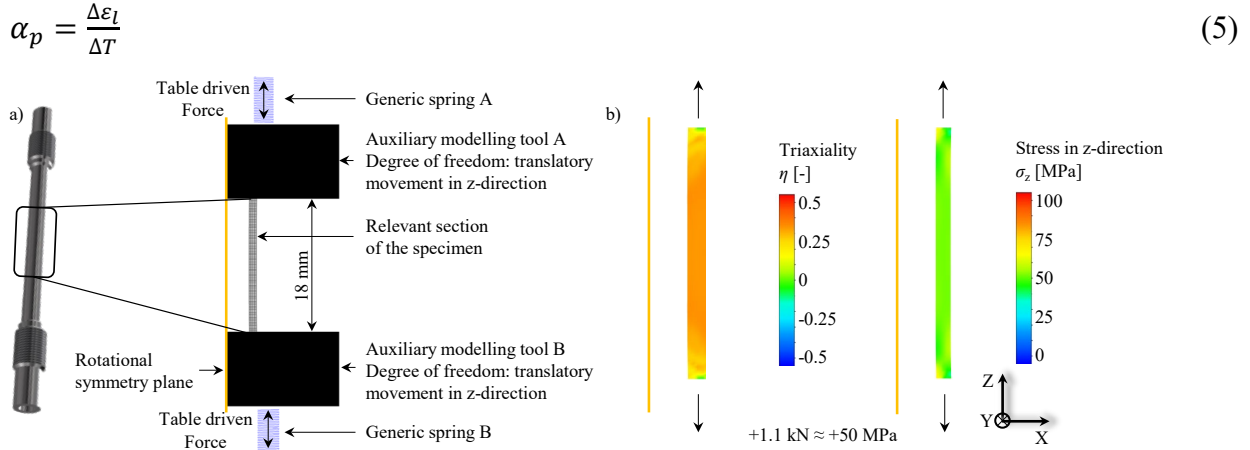 α_p = Δε_l / ΔT (5)
a)
Table driven
Force
Generic spring A
Auxiliary modelling tool A
Degree of freedom: translatory
movement in z-direction
Relevant section
of the specimen
18 mm
Rotational
symmetry plane
Auxiliary modelling tool B
Degree of freedom: translatory
movement in z-direction
Table driven
Force
Generic spring B
b)
Triaxiality
η [-]
0.5
0.25
0
-0.25
-0.5
Stress in z-direction
σ_z [MPa]
100
75
50
25
0
+1.1 kN ≈ +50 MPa
Z
Y
X